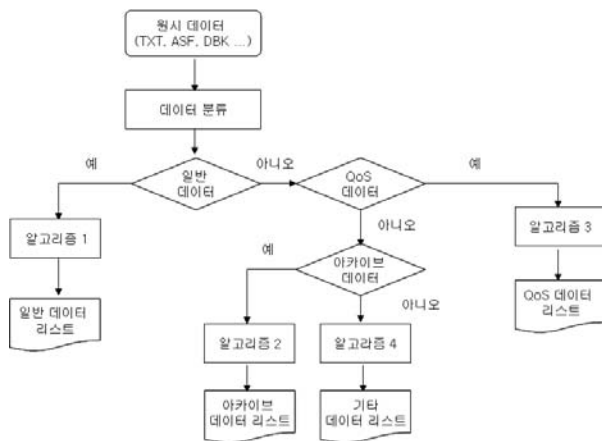 원시 데이터
(TXT, ASF, DBK ...)
데이터 분류
예
일반
데이터
아니오
QoS
데이터
예
알고리즘 1
아니오
알고리즘 3
예
아카이브
데이터
일반 데이터
리스트
아니오
QoS 데이터
리스트
알고리즘 2
알고라즘 4
아카이브
데이터 리스트
기타
데이터 리스트